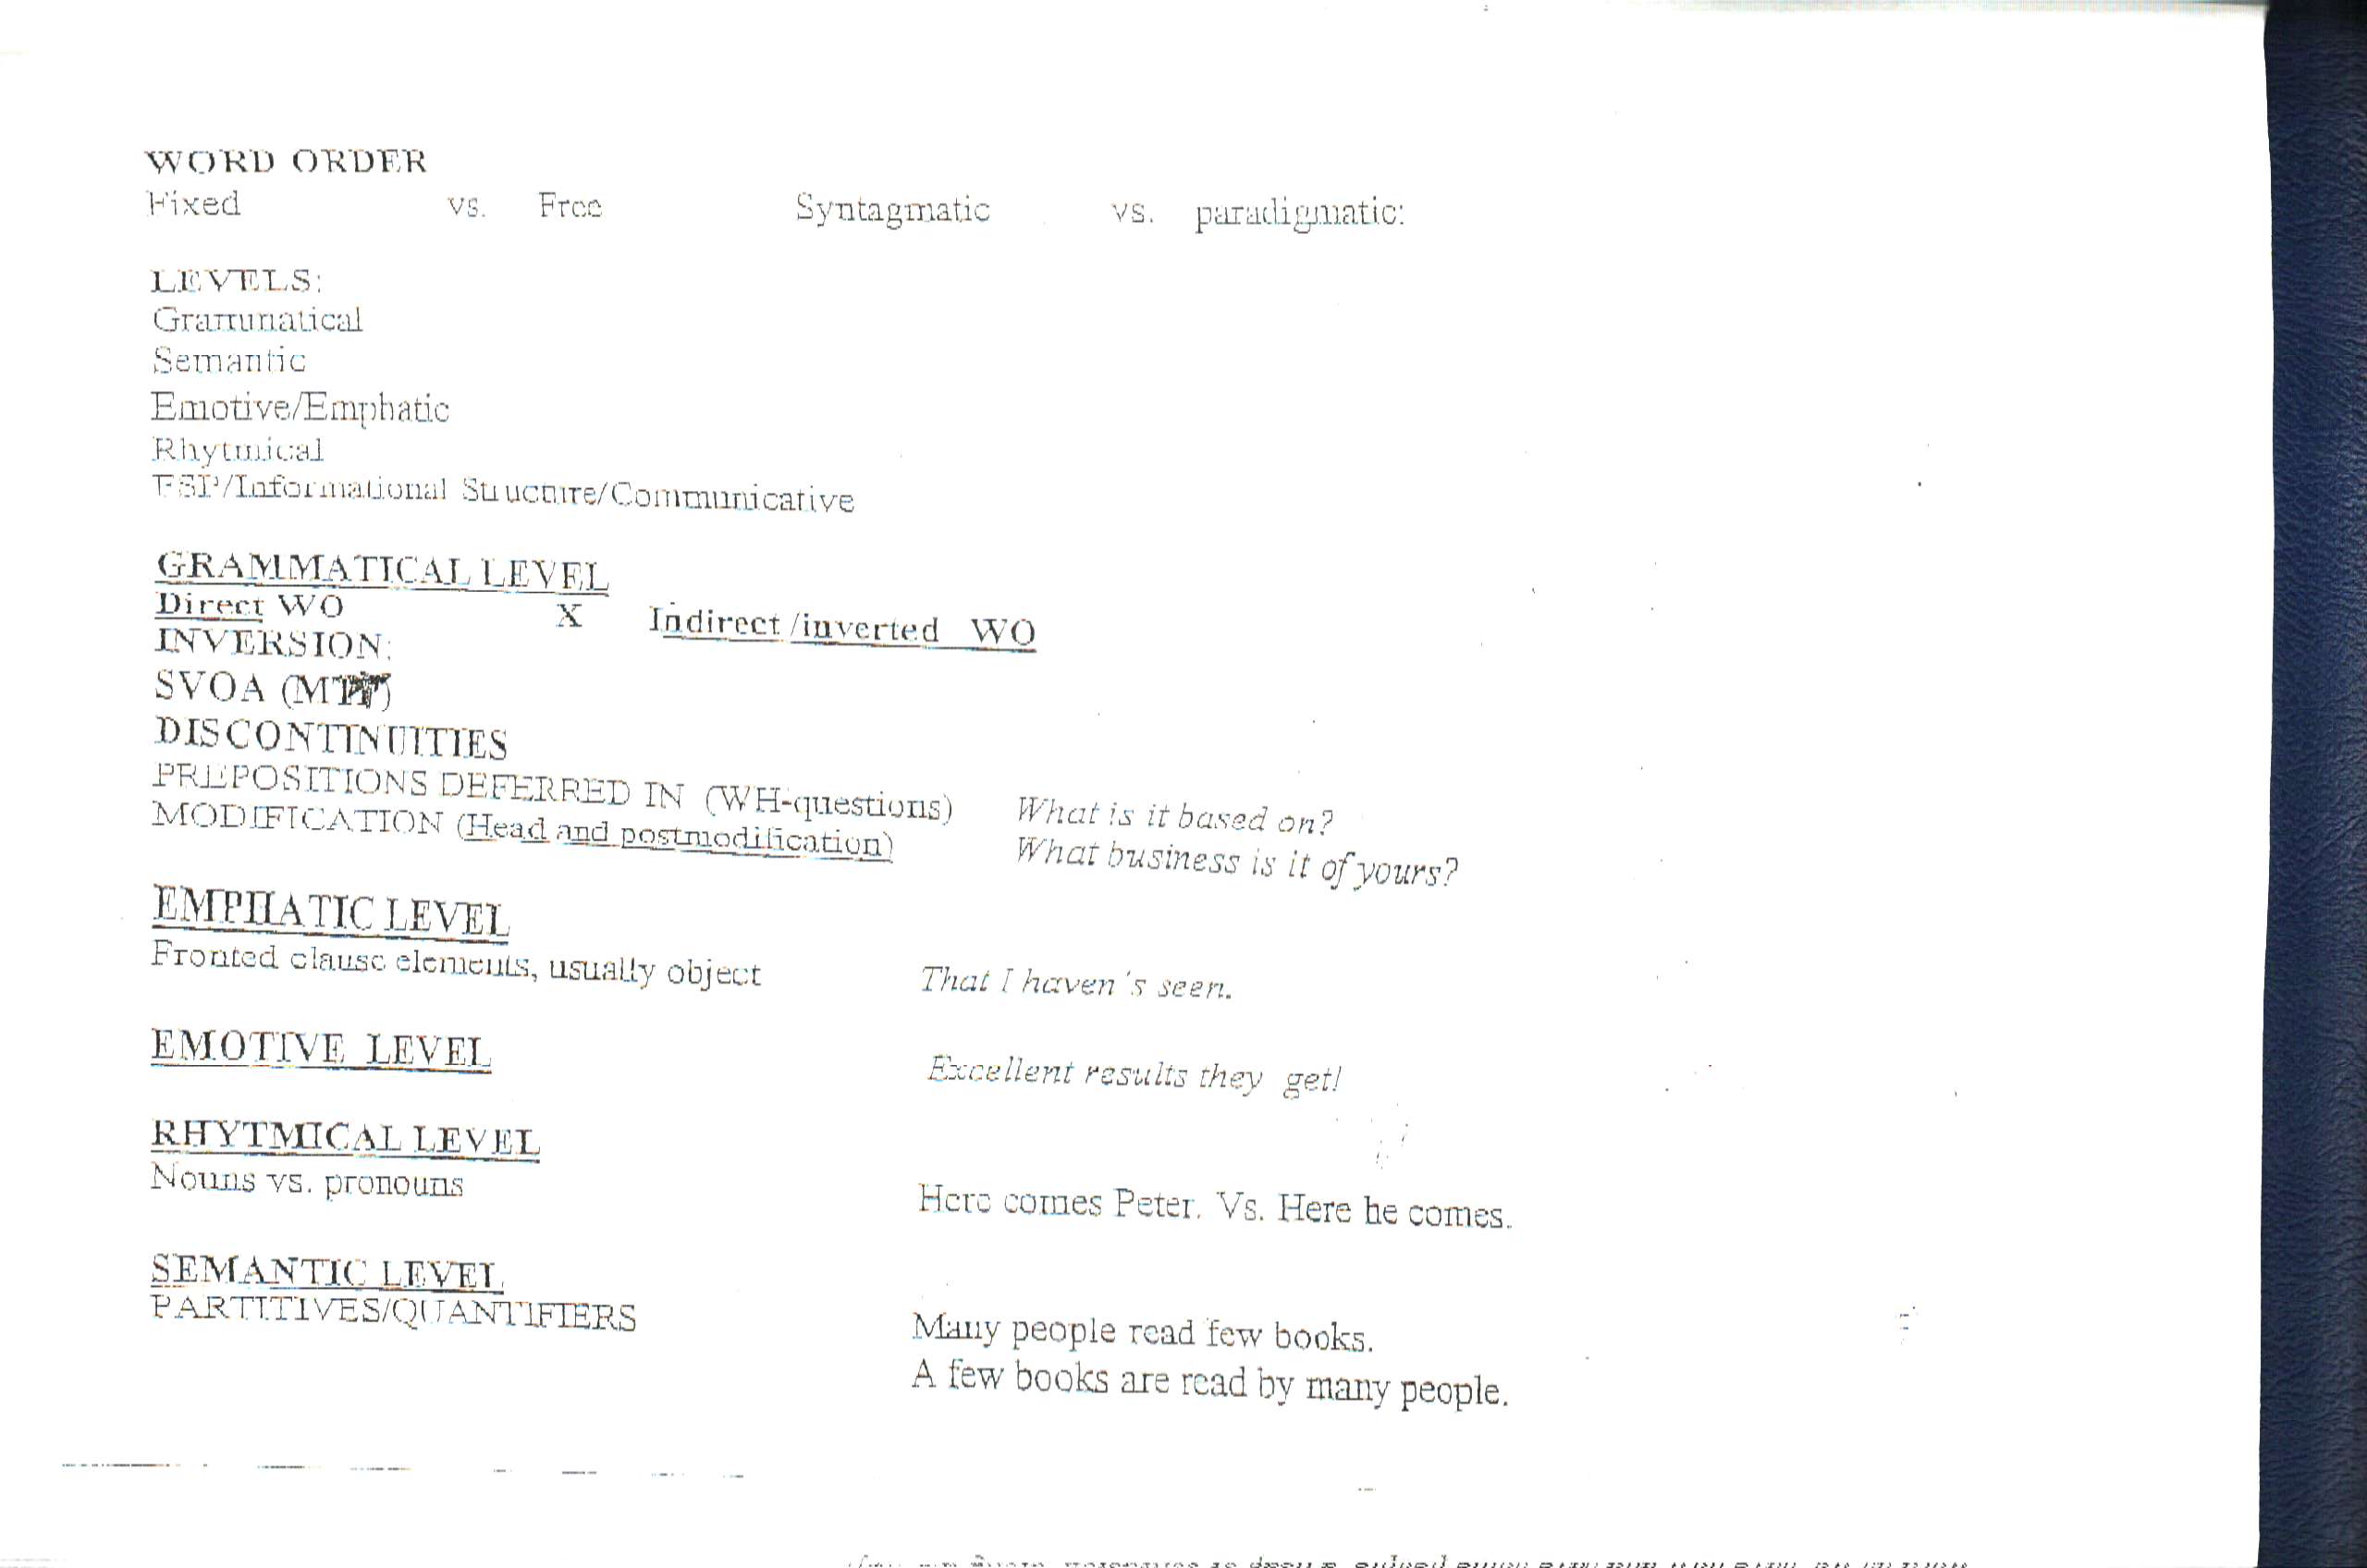 WORD ORDER
Fixed vs. Free Syntagmatic vs. paradigmatic:
LEVELS:
Grammatical
Semantic
Emotive/Emphatic
Rhytmical
FSP/Informational Structure/Communicative
GRAMMATICAL LEVEL
Direct WO X Indirect /inverted WO
INVERSION:
SVOA
DISCONTINUITIES
PREPOSITIONS DEFERRED IN (WH-questions) What is it based on?
MODIFICATION (Head and postmodification) What business is it of yours?
EMPHATIC LEVEL
Fronted clause elements, usually object That I haven's seen.
EMOTIVE LEVEL
Excellent results they get!
RHYTMICAL LEVEL
Nouns vs. pronouns
Here comes Peter. Vs. Here he comes.
SEMANTIC LEVEL
PARTITIVES/QUANTIFIERS
Many people read few books.
A few books are read by many people.